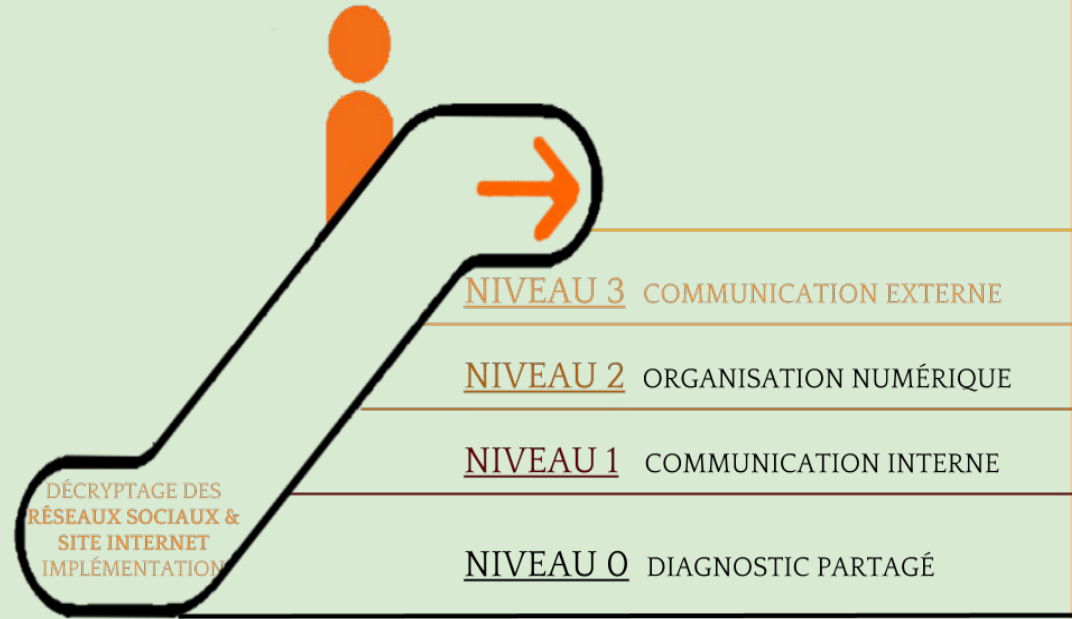 NIVEAU 3 COMMUNICATION EXTERNE
NIVEAU 2 ORGANISATION NUMÉRIQUE
NIVEAU 1 COMMUNICATION INTERNE
DÉCRYPTAGE DES
RÉSEAUX SOCIAUX &
SITE INTERNET
IMPLÉMENTATION
NIVEAU 0 DIAGNOSTIC PARTAGÉ